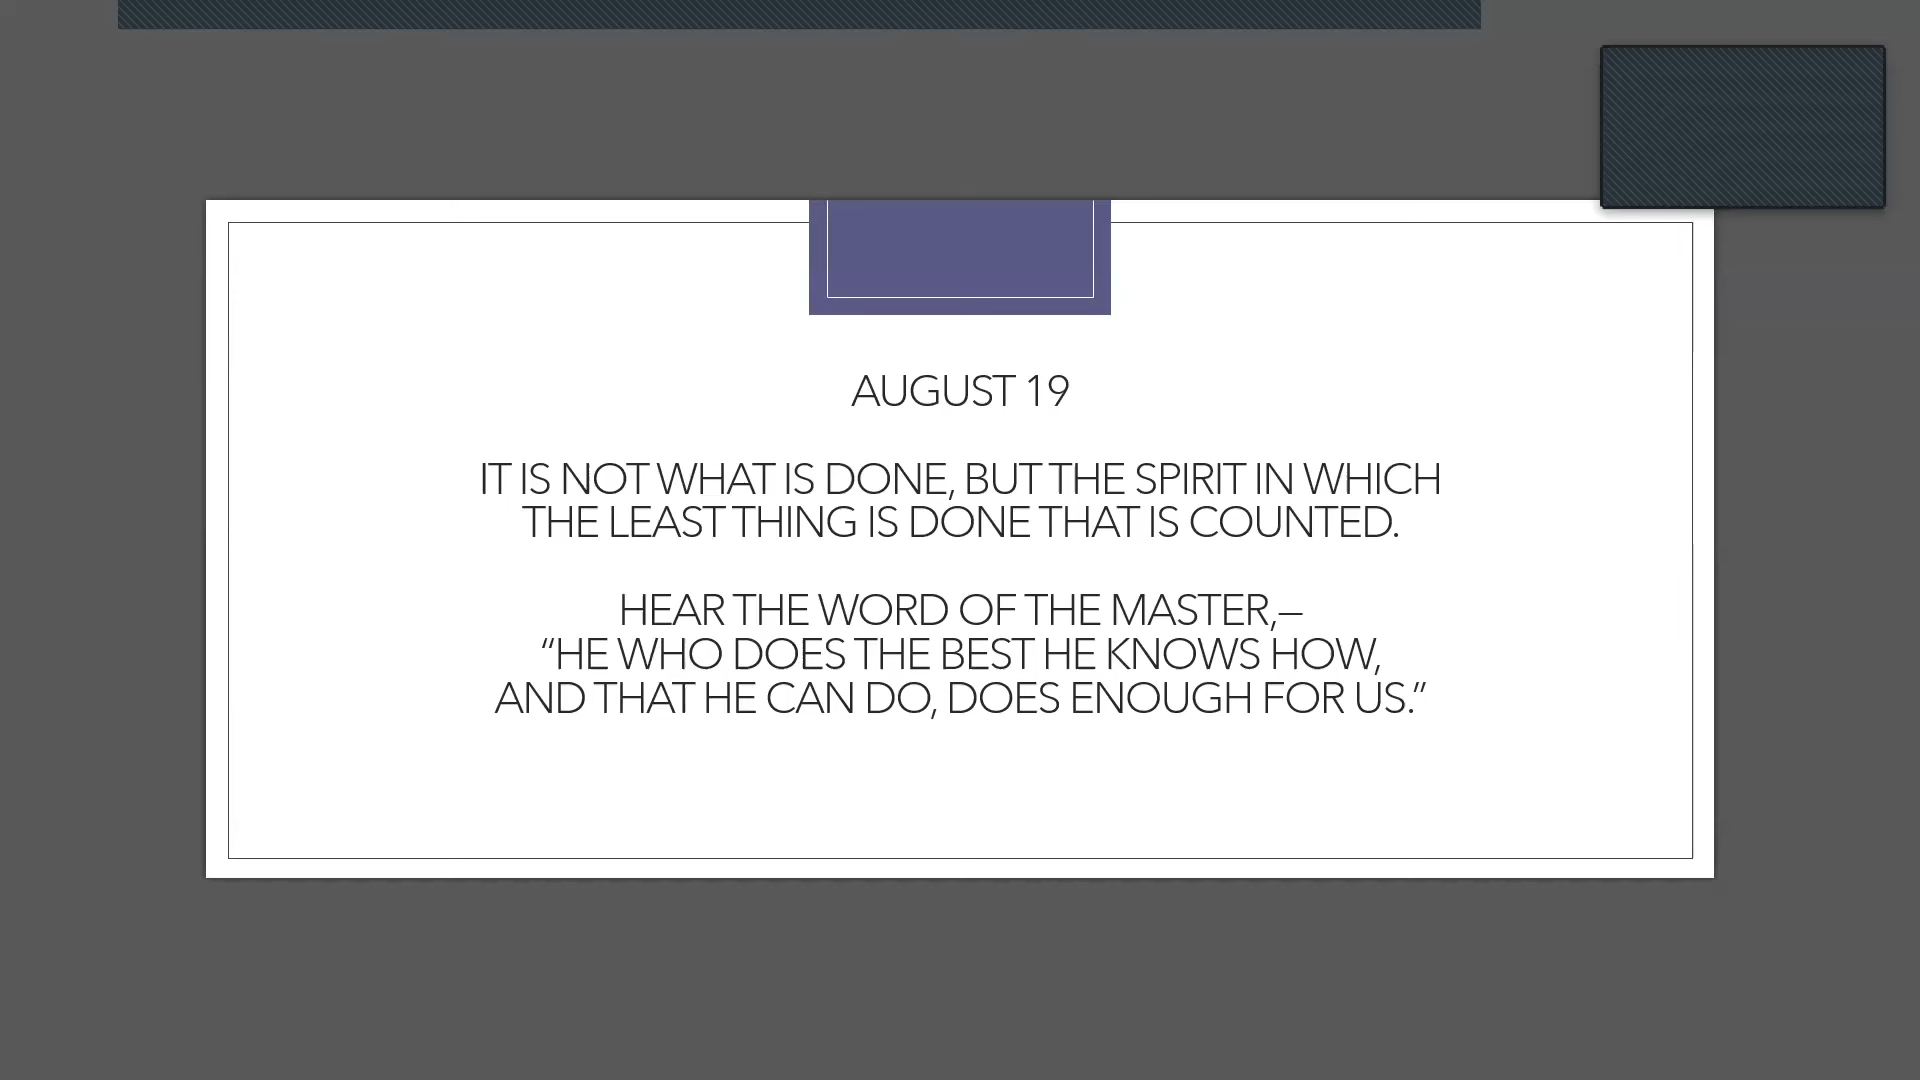 AUGUST 19
IT IS NOT WHAT IS DONE, BUT THE SPIRIT IN WHICH
THE LEAST THING IS DONE THAT IS COUNTED.
HEAR THE WORD OF THE MASTER,—
“HE WHO DOES THE BEST HE KNOWS HOW,
AND THAT HE CAN DO, DOES ENOUGH FOR US.”